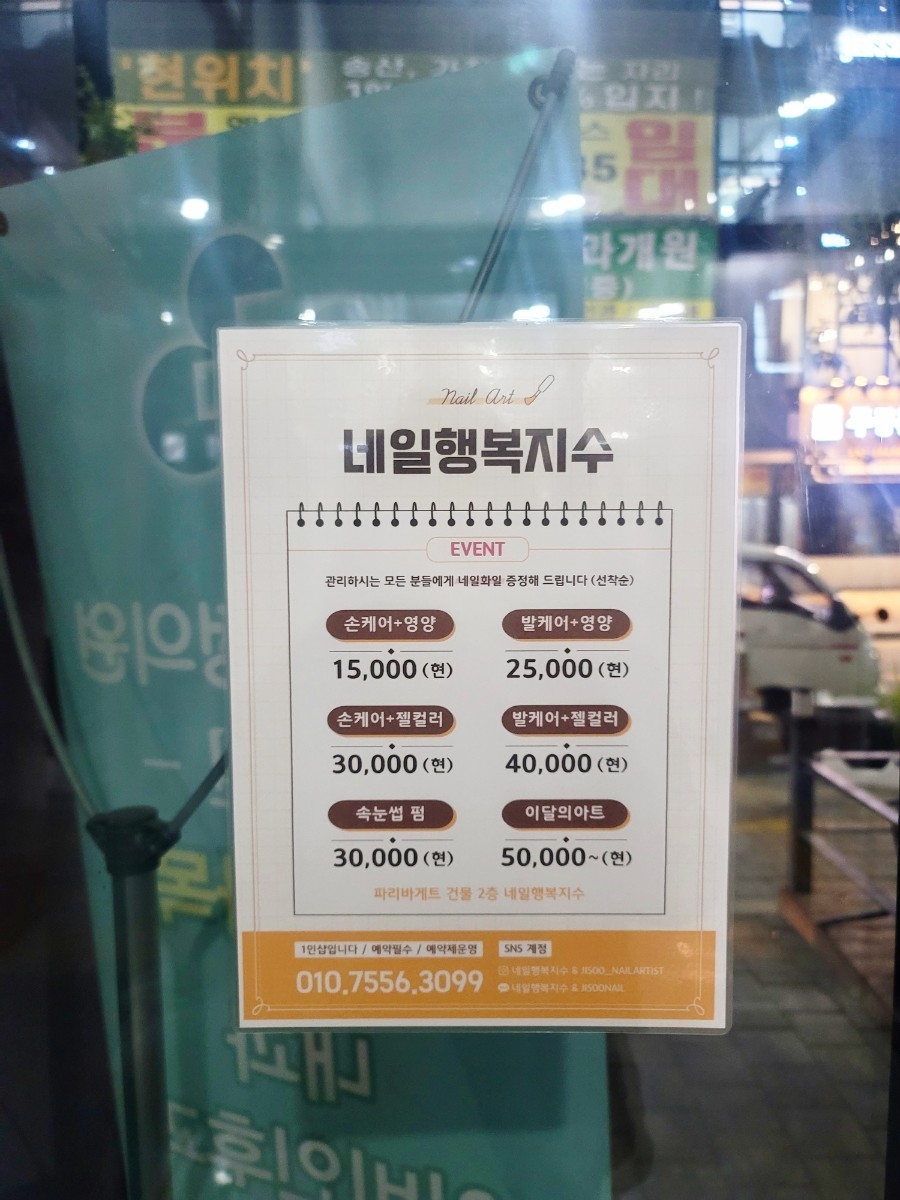 '현위치'
임대
라개원
Nail Art
네일행복지수
EVENT
관리하시는 모든 분들에게 네일화일 증정해 드립니다 (선착순)
손케어+영양
15,000 (현)
발케어+영양
25,000 (현)
손케어+젤컬러
30,000 (현)
발케어+젤컬러
40,000 (현)
속눈썹 펌
30,000 (현)
이달의아트
50,000~(현)
파리바게트 건물 2층 네일행복지수
1인샵입니다 / 예약필수 / 예약제운영
010.7556.3099
SNS 계정
네일행복지수 & JISOO_NAILARTIST
네일행복지수 & JISOONAIL
내과